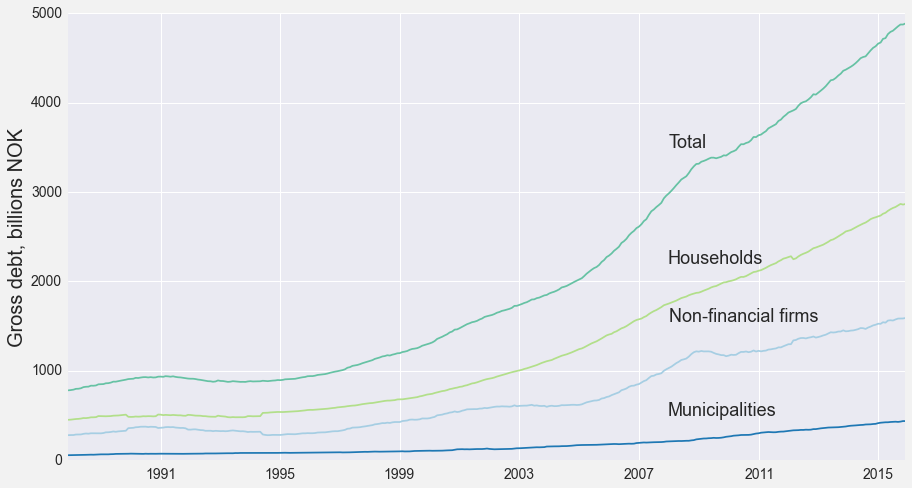 Gross debt, billions NOK
5000
4000
3000
2000
1000
0
Total
Households
Non-financial firms
Municipalities
1991 1995 1999 2003 2007 2011 2015